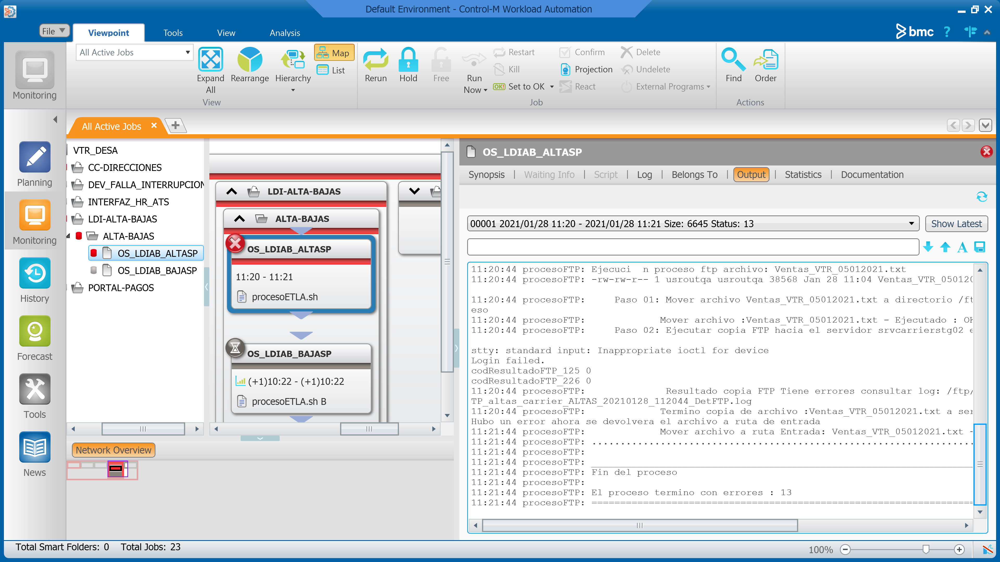 Default Environment - Control-M Workload Automation
File
Viewpoint
Tools
View
Analysis
bmc
?
Monitoring
All Active Jobs
Expand All
Rearrange
Hierarchy
Map
List
View
Rerun
Hold
Free
Run Now
Restart
Kill
OK! Set to OK
Confirm
Projection
React
Delete
Undelete
External Programs
Job
Find
Order
Actions
All Active Jobs
Planning
Monitoring
History
Forecast
Tools
News
VTR_DESA
CC-DIRECCIONES
DEV_FALLA_INTERRUPCION
INTERFAZ_HR_ATS
LDI-ALTA-BAJAS
ALTA-BAJAS
OS_LDIAB_ALTASP
OS_LDIAB_BAJASP
PORTAL-PAGOS
LDI-ALTA-BAJAS
ALTA-BAJAS
OS_LDIAB_ALTASP
11:20 - 11:21
procesoETLA.sh
OS_LDIAB_BAJASP
(+1)10:22 - (+1)10:22
procesoETLA.sh B
Network Overview
OS_LDIAB_ALTASP
Synopsis | Waiting Info | Script | Log | Belongs To | Output | Statistics | Documentation
00001 2021/01/28 11:20 - 2021/01/28 11:21 Size: 6645 Status: 13
Show Latest
A
11:20:44 procesoFTP: Ejecuci  n proceso ftp archivo: Ventas_VTR_05012021.txt
11:20:44 procesoFTP: -rw-rw-r-- 1 usroutqa usroutqa 38568 Jan 28 11:04 Ventas_VTR_050120
11:20:44 procesoFTP:     Paso 01: Mover archivo Ventas_VTR_05012021.txt a directorio /ft
eso
11:20:44 procesoFTP:             Mover archivo :Ventas_VTR_05012021.txt - Ejecutado : OK
11:20:44 procesoFTP:     Paso 02: Ejecutar copia FTP hacia el servidor srvcarrierstg02 e
stty: standard input: Inappropriate ioctl for device
Login failed.
codResultadoFTP_125 0
codResultadoFTP_226 0
11:20:44 procesoFTP:              Resultado copia FTP Tiene errores consultar log: /ftp/
TP_altas_carrier_ALTAS_20210128_112044_DetFTP.log
11:20:44 procesoFTP:             Termino copia de archivo :Ventas_VTR_05012021.txt a ser
Hubo un error ahora se devolvera el archivo a ruta de entrada
11:21:44 procesoFTP:             Mover archivo a ruta Entrada: Ventas_VTR_05012021.txt -
11:21:44 procesoFTP: ...................................................................
11:21:44 procesoFTP:
11:21:44 procesoFTP: ___________________________________________________________________
11:21:44 procesoFTP: Fin del proceso
11:21:44 procesoFTP:
11:21:44 procesoFTP: El proceso termino con errores : 13
11:21:44 procesoFTP: ===================================================================
Total Smart Folders: 0    Total Jobs: 23
100%